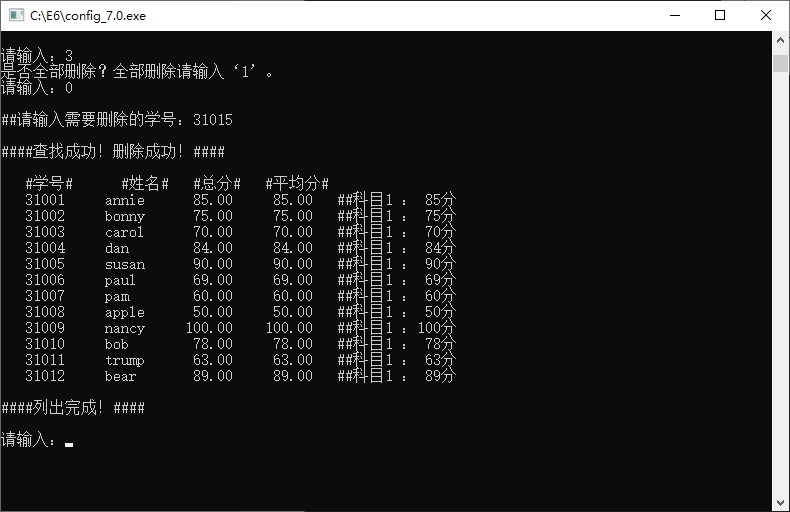 C:\E6\config_7.0.exe
请输入：3
是否全部删除？全部删除请输入‘1’。
请输入：0
##请输入需要删除的学号：31015
####查找成功！删除成功！####
#学号# #姓名# #总分# #平均分#
31001 annie 85.00 85.00 ##科目1 ： 85分
31002 bonny 75.00 75.00 ##科目1 ： 75分
31003 carol 70.00 70.00 ##科目1 ： 70分
31004 dan 84.00 84.00 ##科目1 ： 84分
31005 susan 90.00 90.00 ##科目1 ： 90分
31006 paul 69.00 69.00 ##科目1 ： 69分
31007 pam 60.00 60.00 ##科目1 ： 60分
31008 apple 50.00 50.00 ##科目1 ： 50分
31009 nancy 100.00 100.00 ##科目1 ：100分
31010 bob 78.00 78.00 ##科目1 ： 78分
31011 trump 63.00 63.00 ##科目1 ： 63分
31012 bear 89.00 89.00 ##科目1 ： 89分
####列出完成！####
请输入：